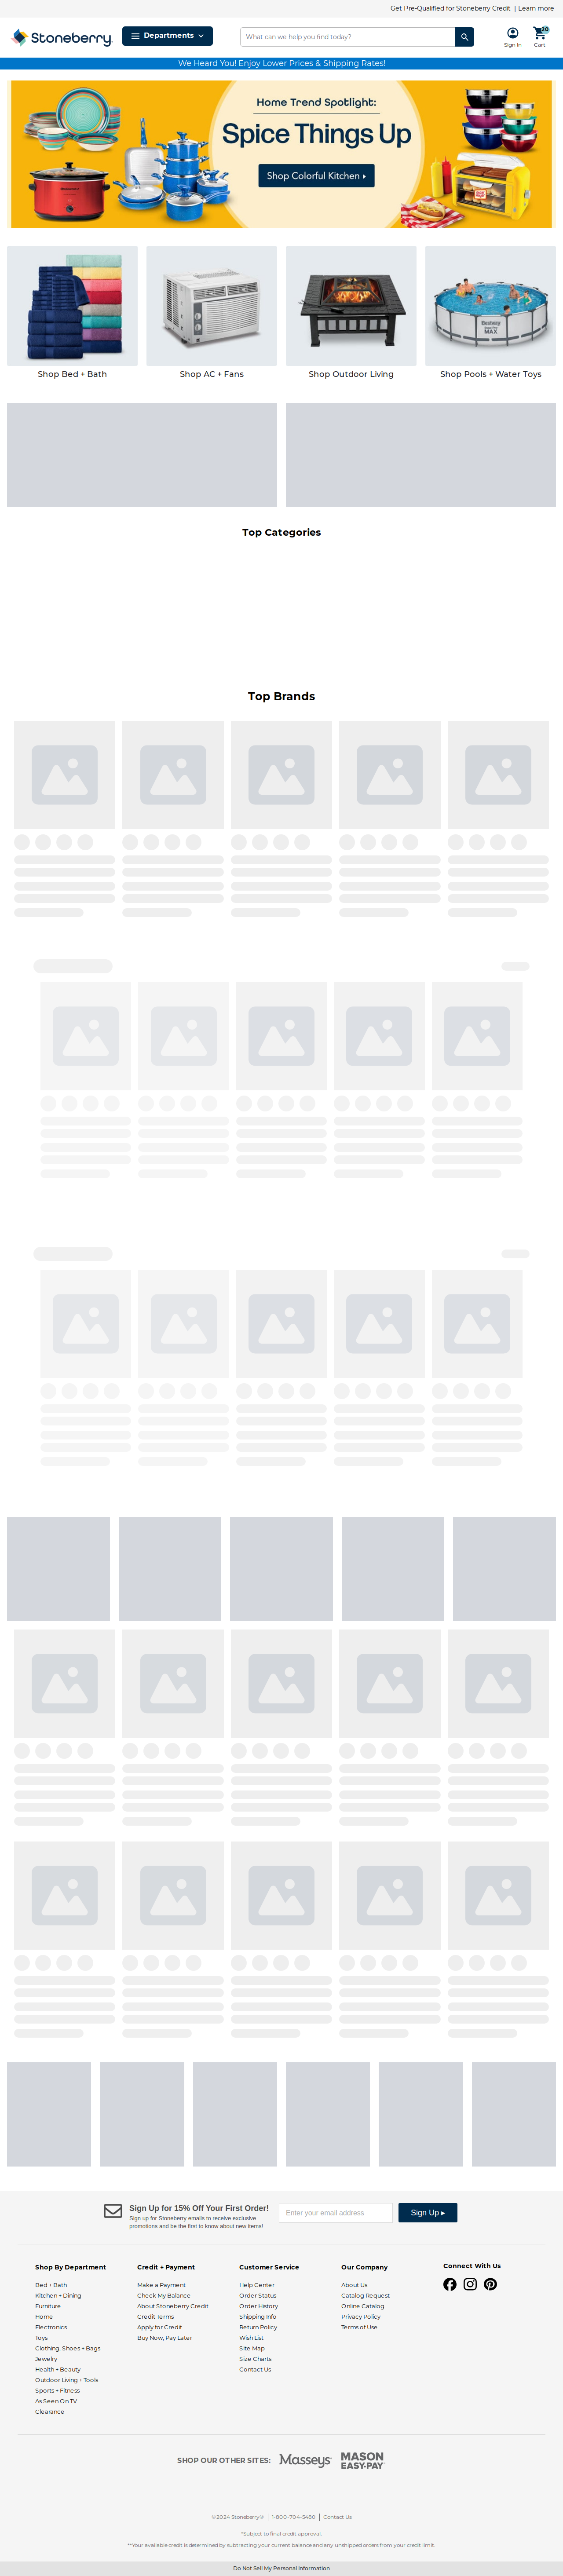 Get Pre-Qualified for Stoneberry Credit | Learn more
Stoneberry.
Departments
What can we help you find today?
Sign In
Cart
We Heard You! Enjoy Lower Prices & Shipping Rates!
Home Trend Spotlight:
Spice Things Up
Shop Colorful Kitchen
Shop Bed + Bath
Shop AC + Fans
Shop Outdoor Living
Shop Pools + Water Toys
Top Categories
Top Brands
Sign Up for 15% Off Your First Order!
Sign up for Stoneberry emails to receive exclusive
promotions and be the first to know about new items!
Enter your email address
Sign Up ▸
Shop By Department
Bed + Bath
Kitchen + Dining
Furniture
Home
Electronics
Toys
Clothing, Shoes + Bags
Jewelry
Health + Beauty
Outdoor Living + Tools
Sports + Fitness
As Seen On TV
Clearance
Credit + Payment
Make a Payment
Check My Balance
About Stoneberry Credit
Credit Terms
Apply for Credit
Buy Now, Pay Later
Customer Service
Help Center
Order Status
Order History
Shipping Info
Return Policy
Wish List
Site Map
Size Charts
Contact Us
Our Company
About Us
Catalog Request
Online Catalog
Privacy Policy
Terms of Use
Connect With Us
SHOP OUR OTHER SITES:
Masseys
MASON
EASY-PAY
©2024 Stoneberry® | 1-800-704-5480 | Contact Us
*Subject to final credit approval.
**Your available credit is determined by subtracting your current balance and any unshipped orders from your credit limit.
Do Not Sell My Personal Information